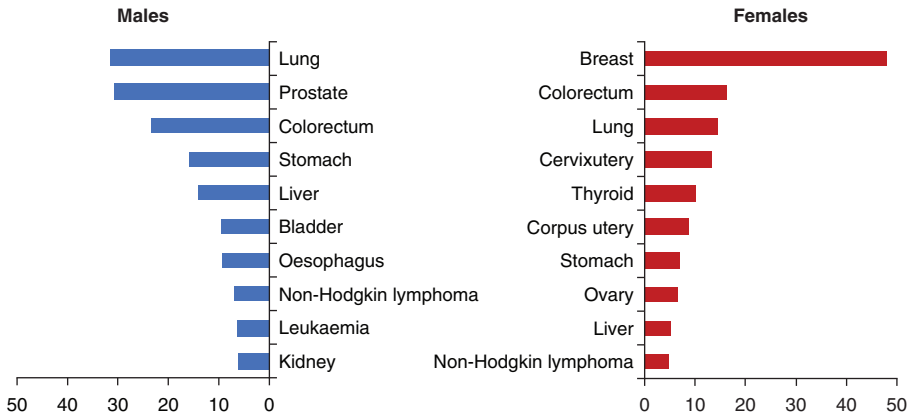 Males
Females
Lung
Prostate
Colorectum
Stomach
Liver
Bladder
Oesophagus
Non-Hodgkin lymphoma
Leukaemia
Kidney
50 40 30 20 10 0
Breast
Colorectum
Lung
Cervixutery
Thyroid
Corpus utery
Stomach
Ovary
Liver
Non-Hodgkin lymphoma
0 10 20 30 40 50